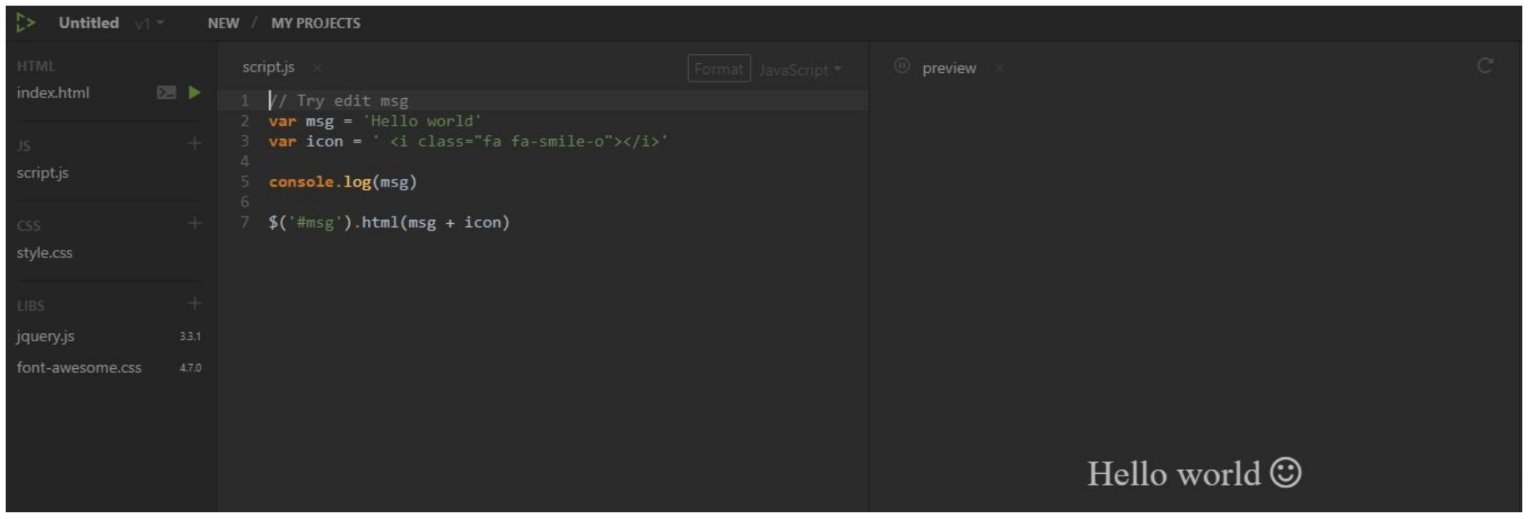 Untitled v1 NEW / MY PROJECTS
HTML
index.html
JS +
script.js
CSS +
style.css
LIBS +
jquery.js 3.3.1
font-awesome.css 4.7.0
script.js × Format JavaScript
1 // Try edit msg
2 var msg = 'Hello world'
3 var icon = ' <i class="fa fa-smile-o"></i>'
4
5 console.log(msg)
6
7 $('#msg').html(msg + icon)
preview ×
Hello world